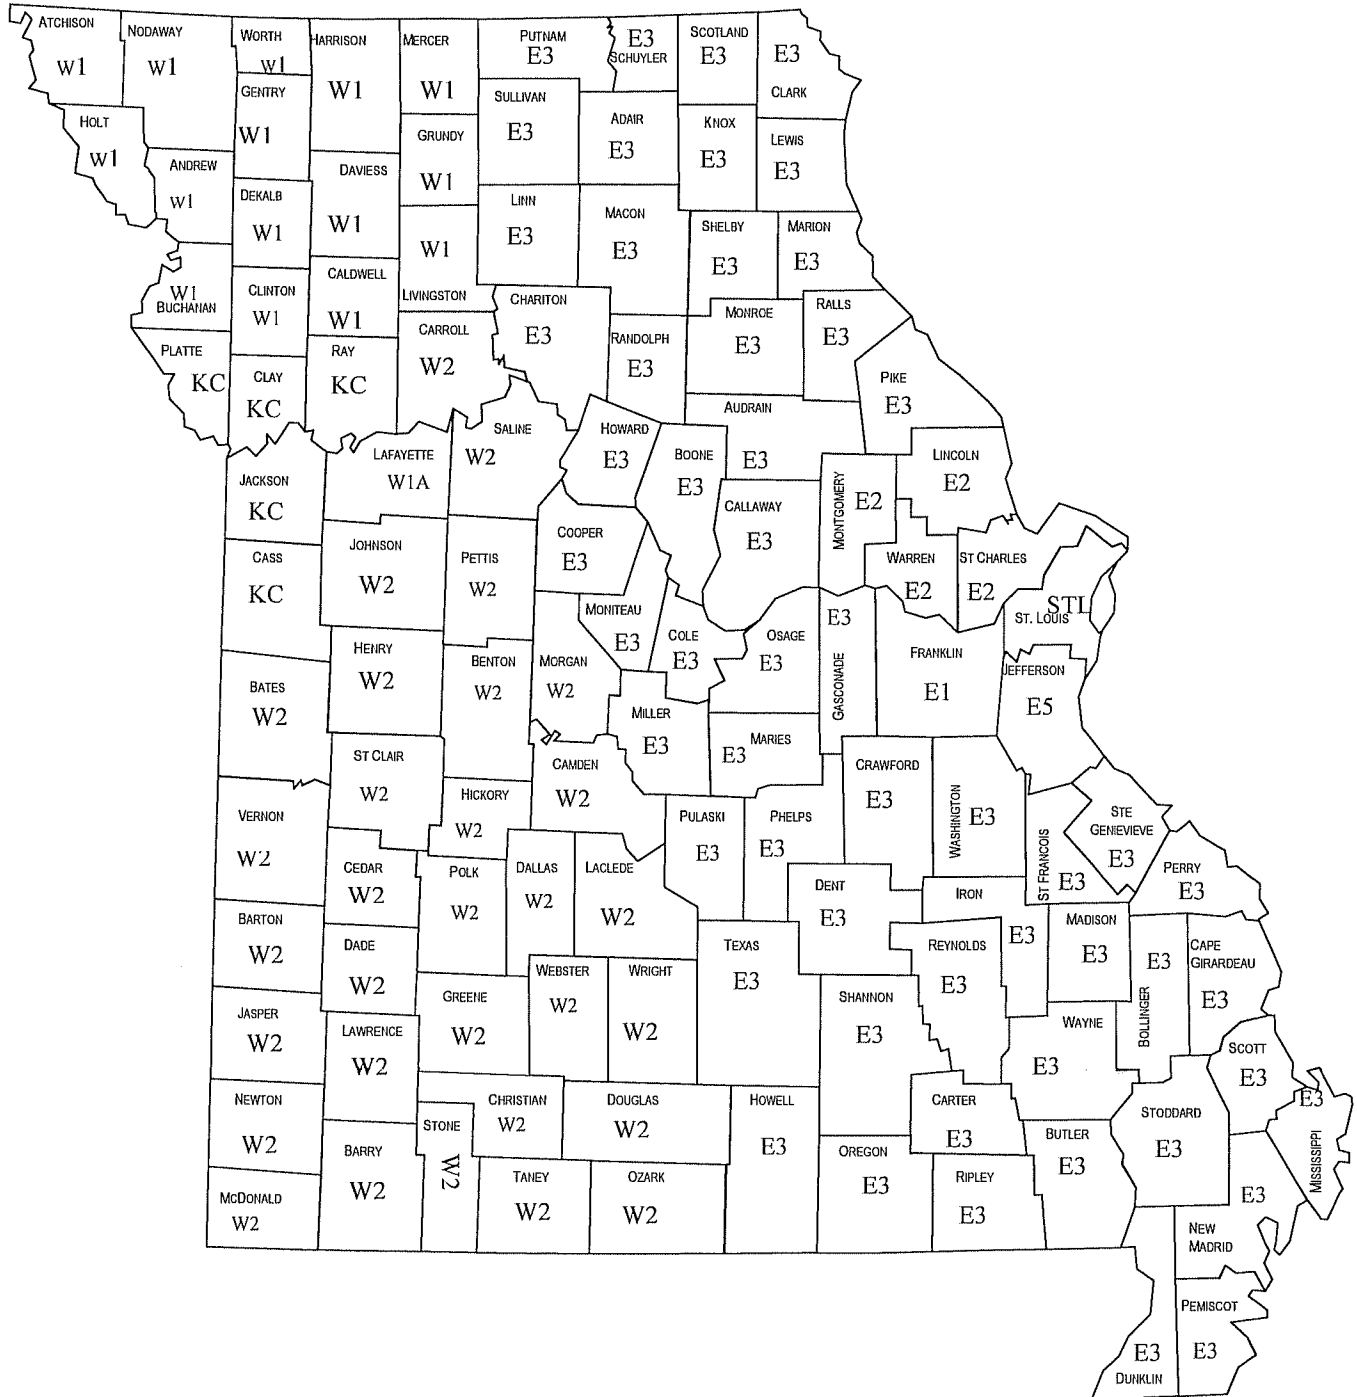 ATCHISON
W1
NODAWAY
W1
WORTH
W1
HARRISON
W1
MERCER
W1
PUTNAM
E3
E3
SCHUYLER
SCOTLAND
E3
E3
CLARK
GENTRY
W1
SULLIVAN
E3
ADAIR
E3
KNOX
E3
LEWIS
E3
HOLT
W1
ANDREW
W1
GRUNDY
W1
DAVIESS
W1
DEKALB
W1
LINN
E3
MACON
E3
SHELBY
E3
MARION
E3
W1
LIVINGSTON
W1
BUCHANAN
CLINTON
W1
CALDWELL
W1
CHARITON
E3
RANDOLPH
E3
MONROE
E3
RALLS
E3
PLATTE
KC
CLAY
KC
RAY
KC
CARROLL
W2
PIKE
E3
AUDRAIN
E3
JACKSON
KC
LAFAYETTE
W1A
SALINE
W2
HOWARD
E3
BOONE
E3
CALLAWAY
E3
MONTGOMERY
E2
LINCOLN
E2
CASS
KC
JOHNSON
W2
PETTIS
W2
COOPER
E3
MONITEAU
E3
COLE
E3
OSAGE
E3
E3
GASCONADE
WARREN
E2
ST CHARLES
E2
ST. LOUIS
STL
FRANKLIN
E1
JEFFERSON
E5
BATES
W2
HENRY
W2
BENTON
W2
MORGAN
W2
MILLER
E3
MARIES
E3
ST CLAIR
W2
HICKORY
W2
CAMDEN
W2
PULASKI
E3
PHELPS
E3
CRAWFORD
E3
WASHINGTON
E3
ST FRANCOIS
E3
STE
GENEVIEVE
E3
PERRY
E3
VERNON
W2
CEDAR
W2
POLK
W2
DALLAS
W2
LACLEDE
W2
DENT
E3
IRON
E3
MADISON
E3
E3
BOLLINGER
CAPE
GIRARDEAU
E3
BARTON
W2
DADE
W2
GREENE
W2
WEBSTER
W2
WRIGHT
W2
TEXAS
E3
REYNOLDS
E3
SHANNON
E3
WAYNE
E3
SCOTT
E3
JASPER
W2
LAWRENCE
W2
CHRISTIAN
W2
DOUGLAS
W2
HOWELL
E3
CARTER
E3
BUTLER
E3
STODDARD
E3
E3
MISSISSIPPI
NEWTON
W2
BARRY
W2
STONE
W2
TANEY
W2
OZARK
W2
OREGON
E3
RIPLEY
E3
E3
NEW
MADRID
MCDONALD
W2
PEMISCOT
E3
E3
DUNKLIN